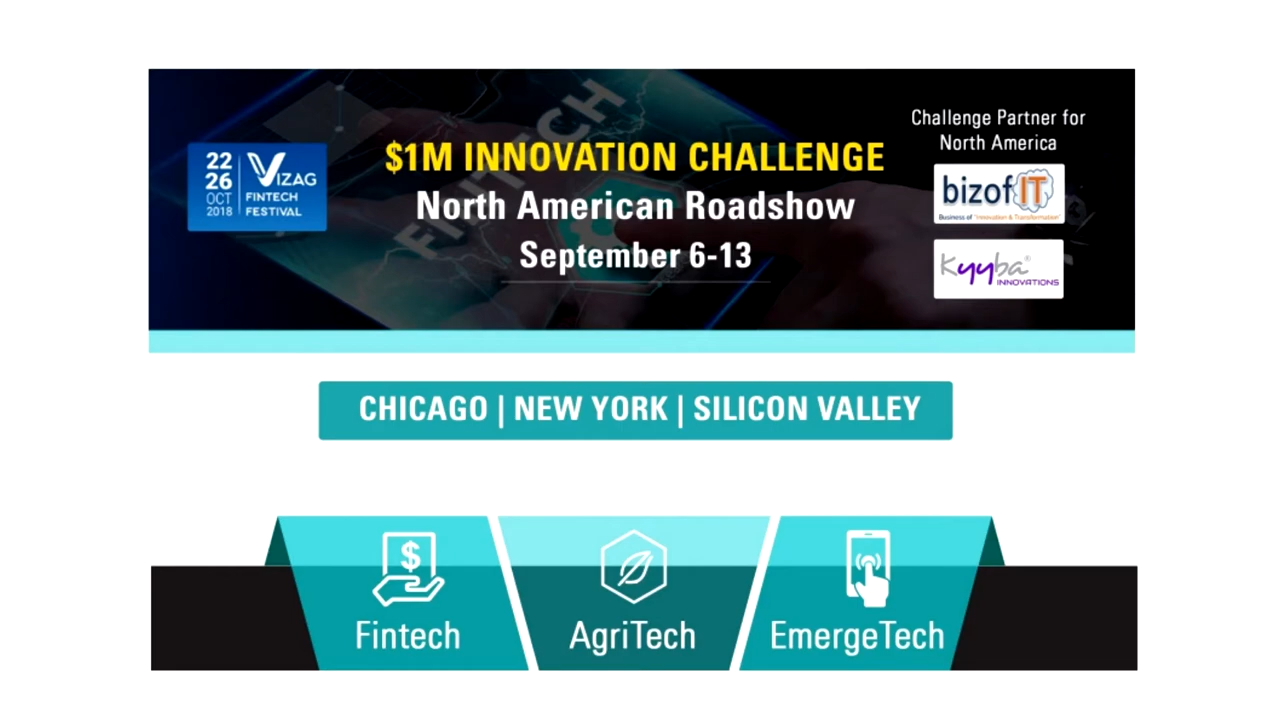 22
26
OCT
2018
VIZAG
FINTECH
FESTIVAL
FINTECH
$1M INNOVATION CHALLENGE
North American Roadshow
September 6-13
Challenge Partner for
North America
bizofIT
Business of "Innovation & Transformation"
Kyyba®
INNOVATIONS
CHICAGO | NEW YORK | SILICON VALLEY
$
Fintech
AgriTech
EmergeTech